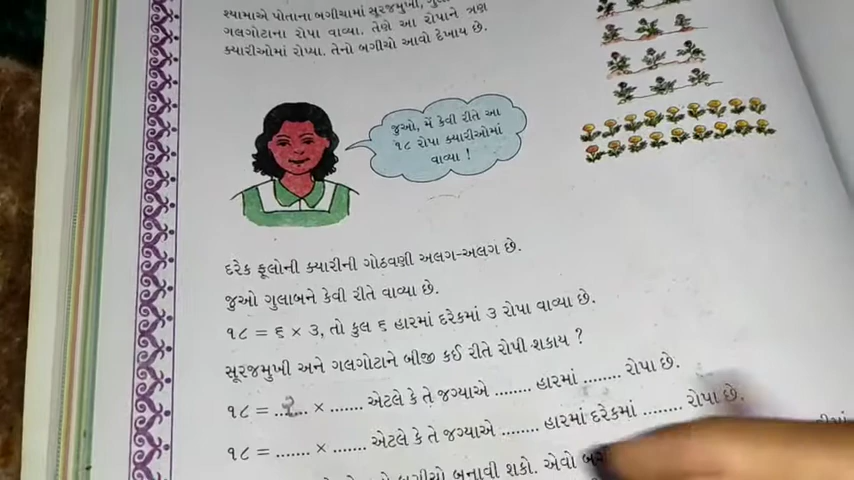 શ્યામાએ પોતાના બગીચામાં સૂરજમુખી,
ગલગોટાના રોપા વાવ્યા. તેણે આ રોપાને ત્રણ
ક્યારીઓમાં રોપ્યા. તેનો બગીચો આવો દેખાય છે.
જુઓ, મેં કેવી રીતે આ
૧૮ રોપા ક્યારીઓમાં
વાવ્યા !
દરેક ફૂલોની ક્યારીની ગોઠવણી અલગ-અલગ છે.
જુઓ ગુલાબને કેવી રીતે વાવ્યા છે.
૧૮ = ૬ × ૩, તો કુલ ૬ હારમાં દરેકમાં ૩ રોપા વાવ્યા છે.
સૂરજમુખી અને ગલગોટાને બીજી કઈ રીતે રોપી શકાય ?
૧૮ = ....... × ....... એટલે કે તે જગ્યાએ ........ હારમાં ........ રોપા છે.
૧૮ = ....... × ....... એટલે કે તે જગ્યાએ ........ હારમાં દરેકમાં ........ રોપા છે.
બગીચો બનાવી શકો. એવો